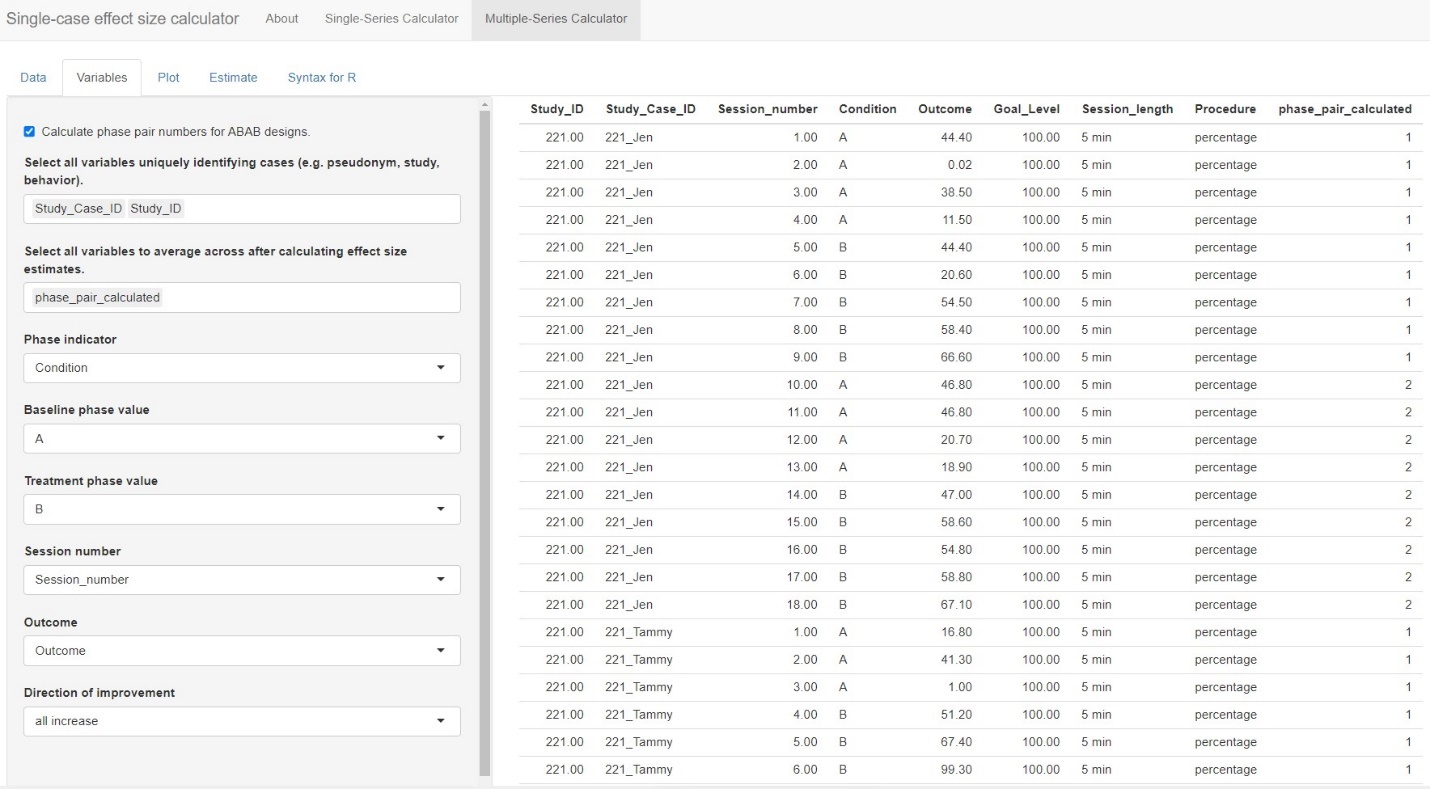 Single-case effect size calculator About Single-Series Calculator Multiple-Series Calculator
Data Variables Plot Estimate Syntax for R
Calculate phase pair numbers for ABAB designs.
Select all variables uniquely identifying cases (e.g. pseudonym, study,
behavior).
Study_Case_ID Study_ID
Select all variables to average across after calculating effect size
estimates.
phase_pair_calculated
Phase indicator
Condition
Baseline phase value
A
Treatment phase value
B
Session number
Session_number
Outcome
Outcome
Direction of improvement
all increase
Study_ID Study_Case_ID Session_number Condition Outcome Goal_Level Session_length Procedure phase_pair_calculated
221.00 221_Jen 1.00 A 44.40 100.00 5 min percentage 1
221.00 221_Jen 2.00 A 0.02 100.00 5 min percentage 1
221.00 221_Jen 3.00 A 38.50 100.00 5 min percentage 1
221.00 221_Jen 4.00 A 11.50 100.00 5 min percentage 1
221.00 221_Jen 5.00 B 44.40 100.00 5 min percentage 1
221.00 221_Jen 6.00 B 20.60 100.00 5 min percentage 1
221.00 221_Jen 7.00 B 54.50 100.00 5 min percentage 1
221.00 221_Jen 8.00 B 58.40 100.00 5 min percentage 1
221.00 221_Jen 9.00 B 66.60 100.00 5 min percentage 1
221.00 221_Jen 10.00 A 46.80 100.00 5 min percentage 2
221.00 221_Jen 11.00 A 46.80 100.00 5 min percentage 2
221.00 221_Jen 12.00 A 20.70 100.00 5 min percentage 2
221.00 221_Jen 13.00 A 18.90 100.00 5 min percentage 2
221.00 221_Jen 14.00 B 47.00 100.00 5 min percentage 2
221.00 221_Jen 15.00 B 58.60 100.00 5 min percentage 2
221.00 221_Jen 16.00 B 54.80 100.00 5 min percentage 2
221.00 221_Jen 17.00 B 58.80 100.00 5 min percentage 2
221.00 221_Jen 18.00 B 67.10 100.00 5 min percentage 2
221.00 221_Tammy 1.00 A 16.80 100.00 5 min percentage 1
221.00 221_Tammy 2.00 A 41.30 100.00 5 min percentage 1
221.00 221_Tammy 3.00 A 1.00 100.00 5 min percentage 1
221.00 221_Tammy 4.00 B 51.20 100.00 5 min percentage 1
221.00 221_Tammy 5.00 B 67.40 100.00 5 min percentage 1
221.00 221_Tammy 6.00 B 99.30 100.00 5 min percentage 1